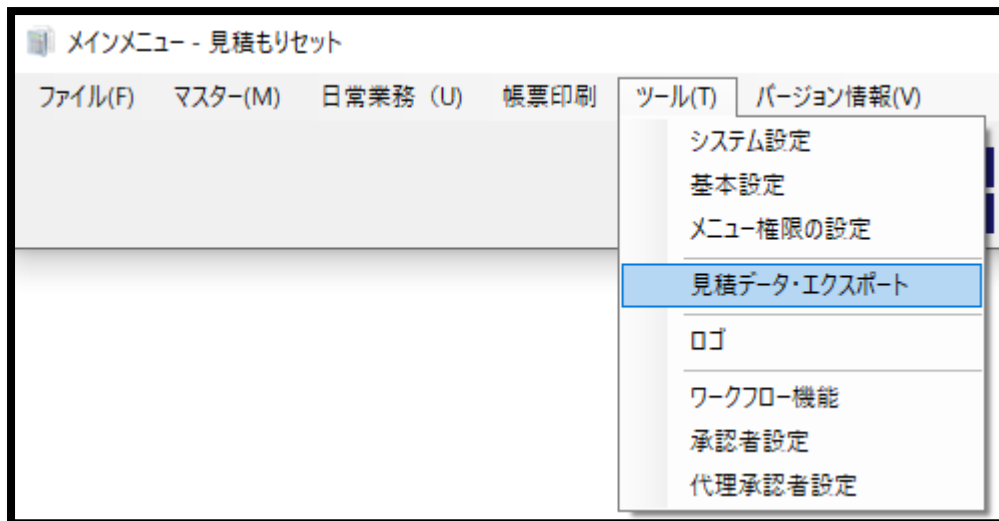 メインメニュー - 見積もりセット
ファイル(F) マスター(M) 日常業務（U) 帳票印刷 ツール(T) バージョン情報(V)
システム設定
基本設定
メニュー権限の設定
見積データ・エクスポート
ロゴ
ワークフロー機能
承認者設定
代理承認者設定